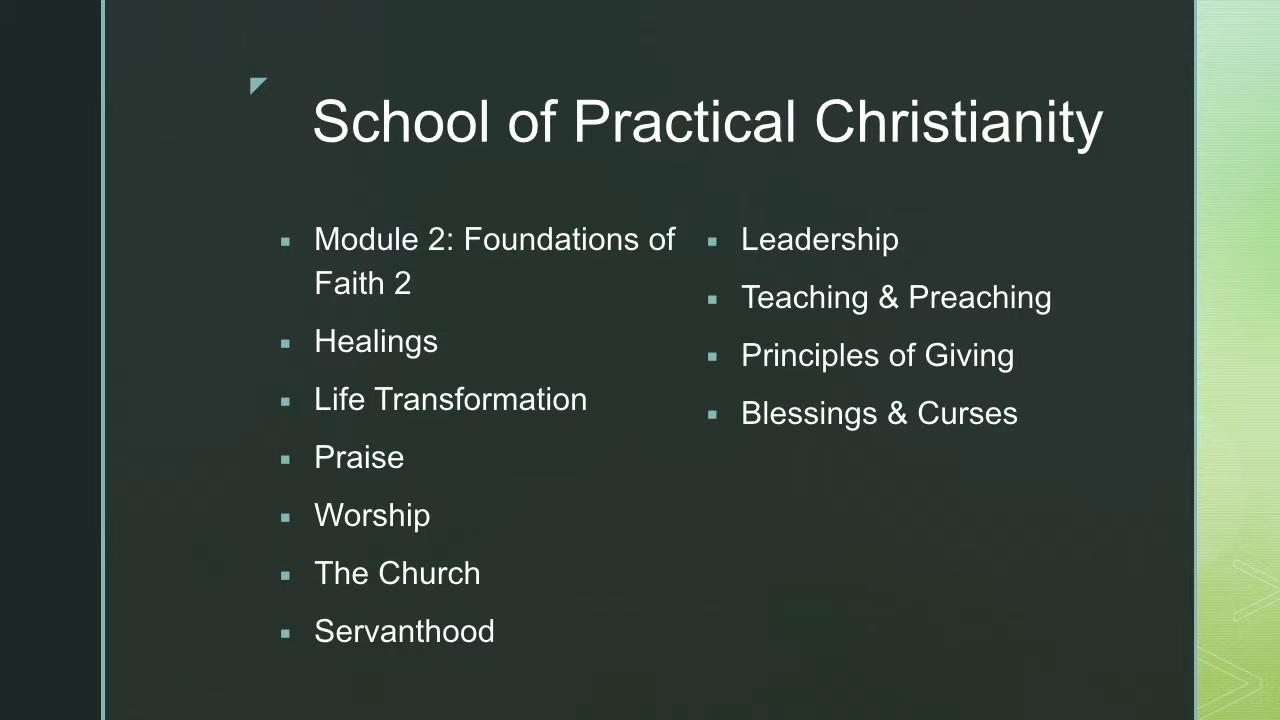 School of Practical Christianity
Module 2: Foundations of
Faith 2
Healings
Life Transformation
Praise
Worship
The Church
Servanthood
Leadership
Teaching & Preaching
Principles of Giving
Blessings & Curses